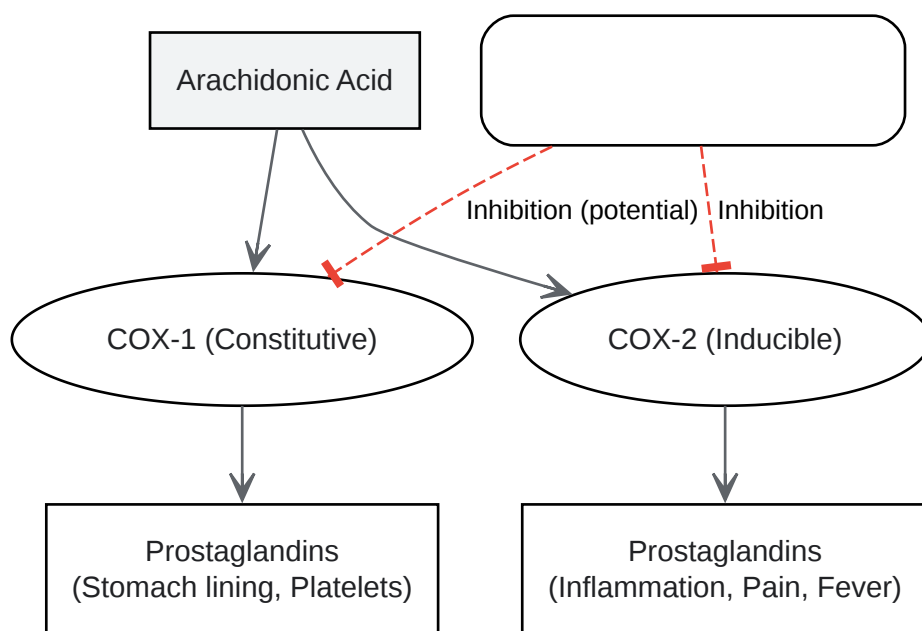 Arachidonic Acid
Inhibition (potential)
Inhibition
COX-1 (Constitutive)
COX-2 (Inducible)
Prostaglandins
(Stomach lining, Platelets)
Prostaglandins
(Inflammation, Pain, Fever)